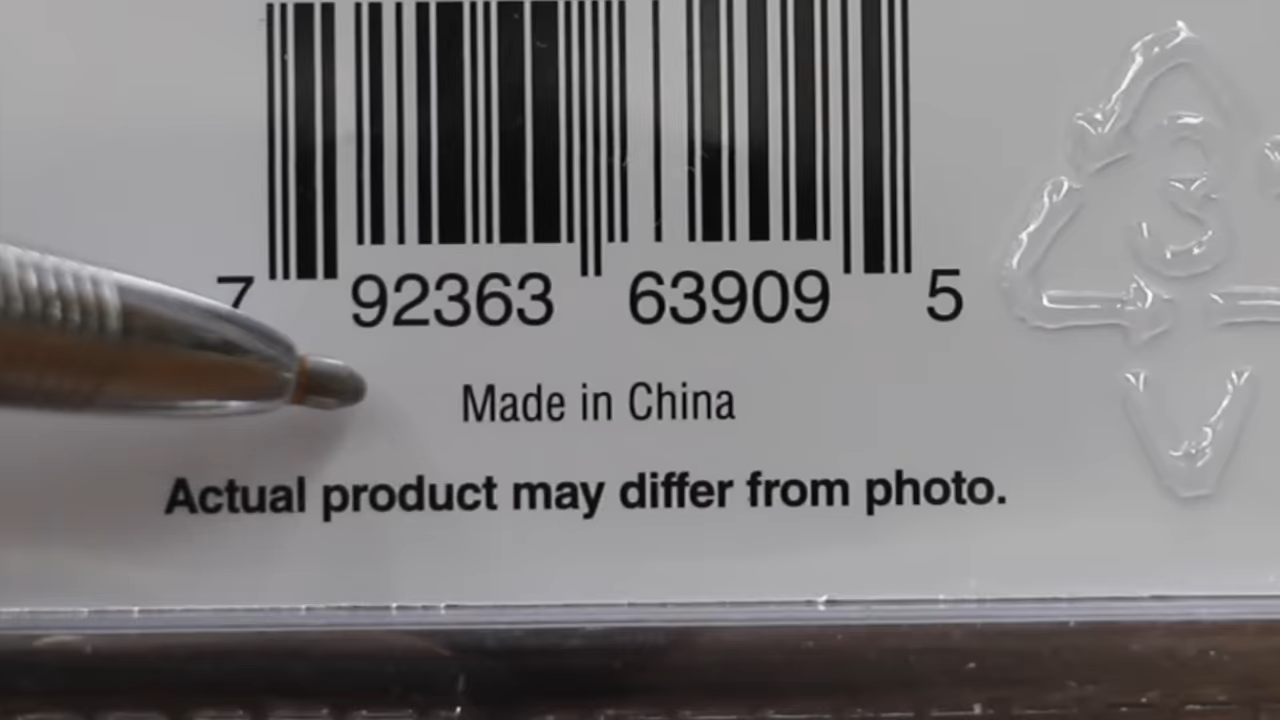 7 92363 63909 5
3
Made in China
V
Actual product may differ from photo.